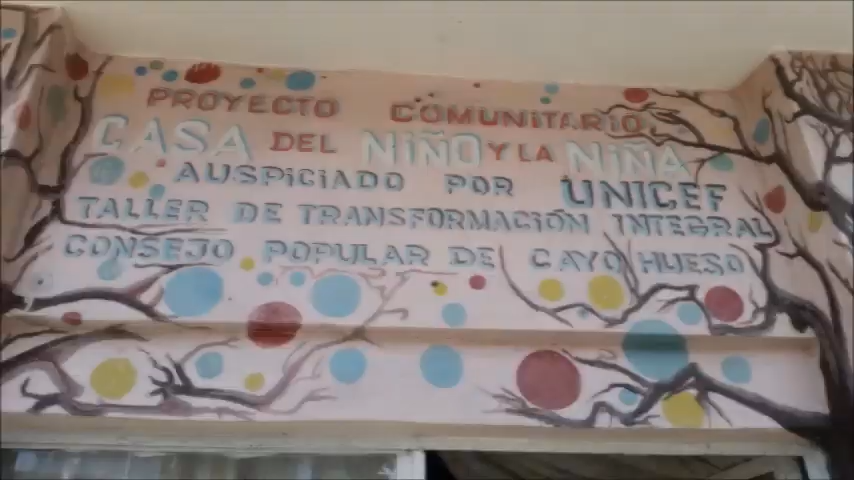 PROYECTO COMUNITARIO
CASA DEL NIÑO Y LA NIÑA
AUSPICIADO POR UNICEF
TALLER DE TRANSFORMACIÓN INTEGRAL
CONSEJO POPULAR DE CAYO HUESO